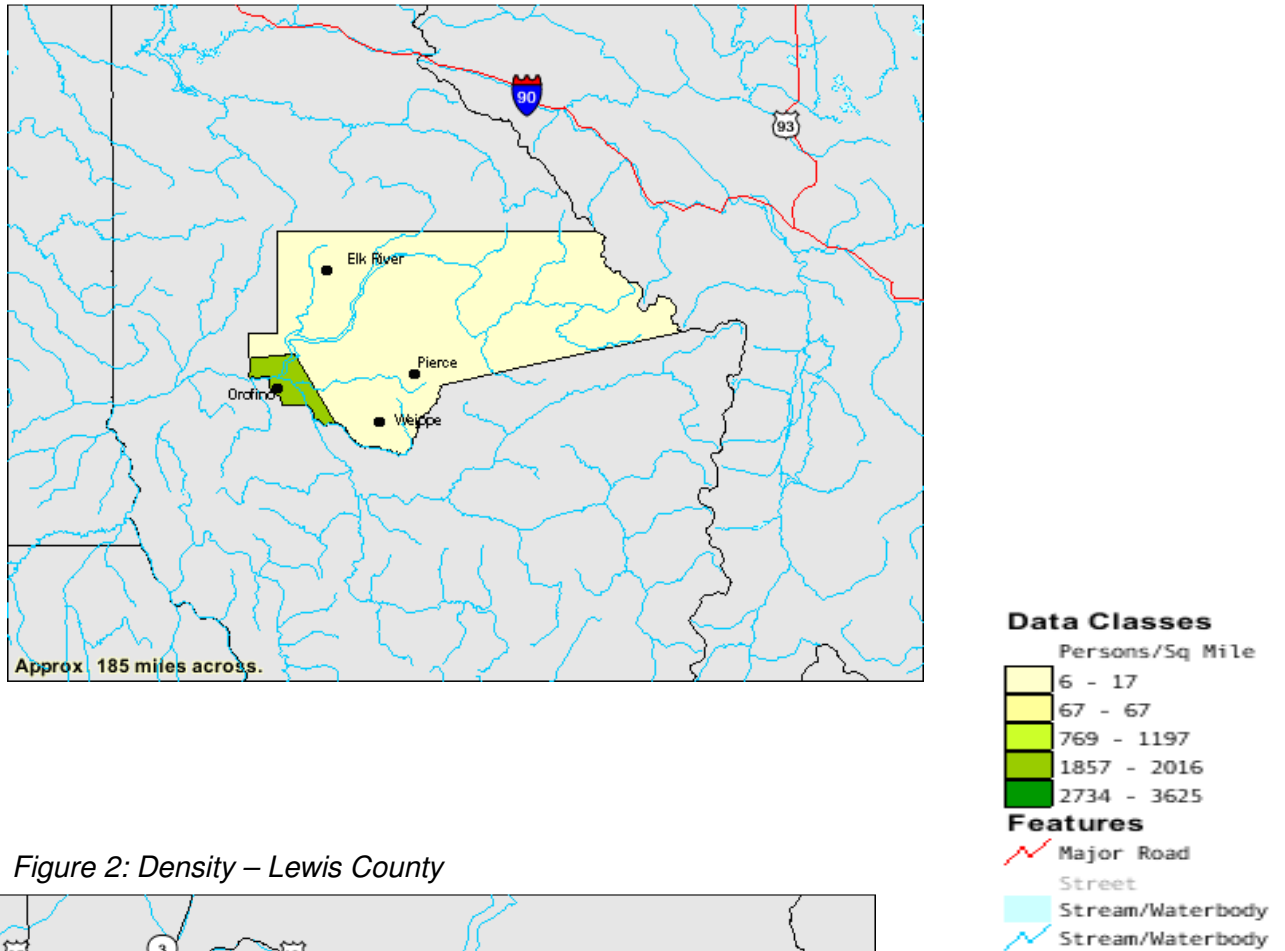 90
93
Elk River
Pierce
Orofino
Weippe
Approx. 185 miles across.
Data Classes
Persons/Sq Mile
6 - 17
67 - 67
769 - 1197
1857 - 2016
2734 - 3625
Features
Major Road
Street
Stream/Waterbody
Stream/Waterbody
Figure 2: Density – Lewis County
3